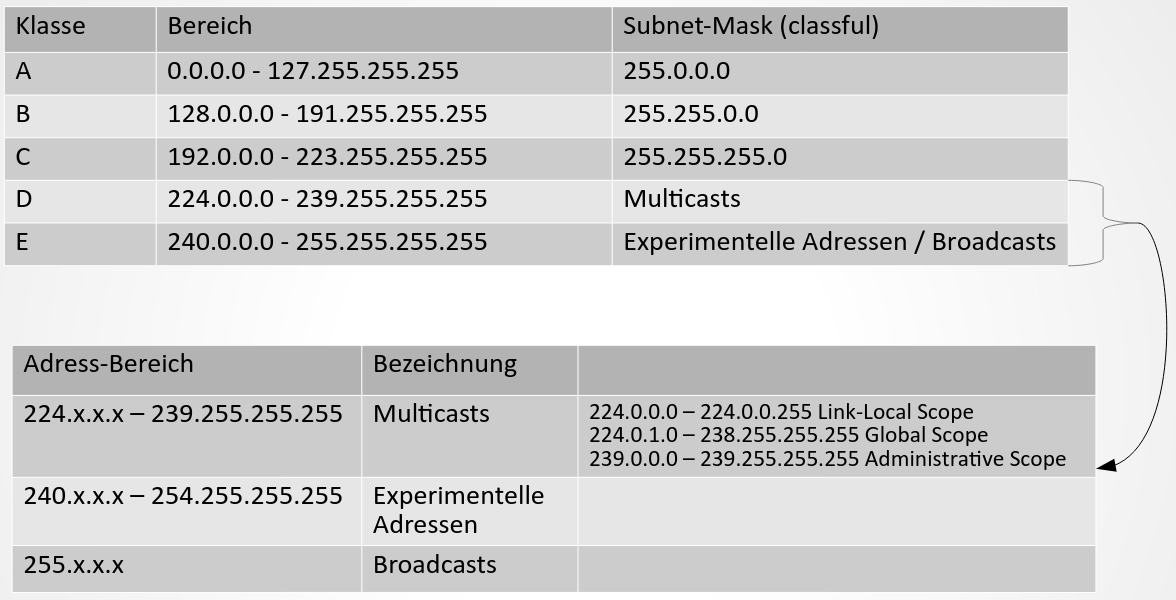 Klasse Bereich Subnet-Mask (classful)
A 0.0.0.0 - 127.255.255.255 255.0.0.0
B 128.0.0.0 - 191.255.255.255 255.255.0.0
C 192.0.0.0 - 223.255.255.255 255.255.255.0
D 224.0.0.0 - 239.255.255.255 Multicasts
E 240.0.0.0 - 255.255.255.255 Experimentelle Adressen / Broadcasts
Adress-Bereich Bezeichnung
224.x.x.x – 239.255.255.255 Multicasts
224.0.0.0 – 224.0.0.255 Link-Local Scope
224.0.1.0 – 238.255.255.255 Global Scope
239.0.0.0 – 239.255.255.255 Administrative Scope
240.x.x.x – 254.255.255.255 Experimentelle
Adressen
255.x.x.x Broadcasts